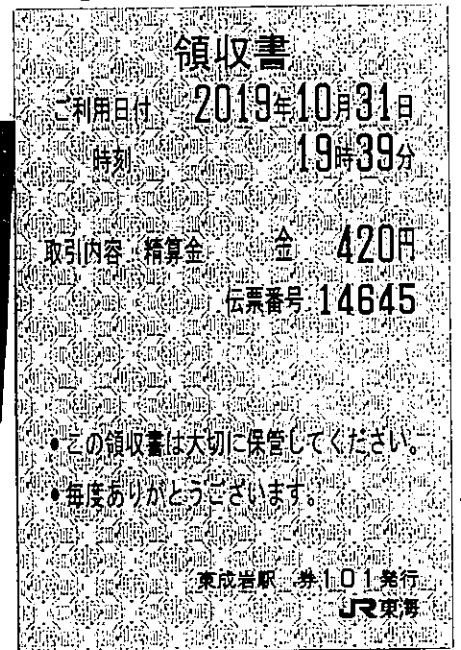 領収書
ご利用日付 2019年10月31日
時刻 19時39分
取引内容 精算金 金 420円
伝票番号 14645
•この領収書は大切に保管してください。
•毎度ありがとうございます。
東成岩駅 券101発行
JR東海